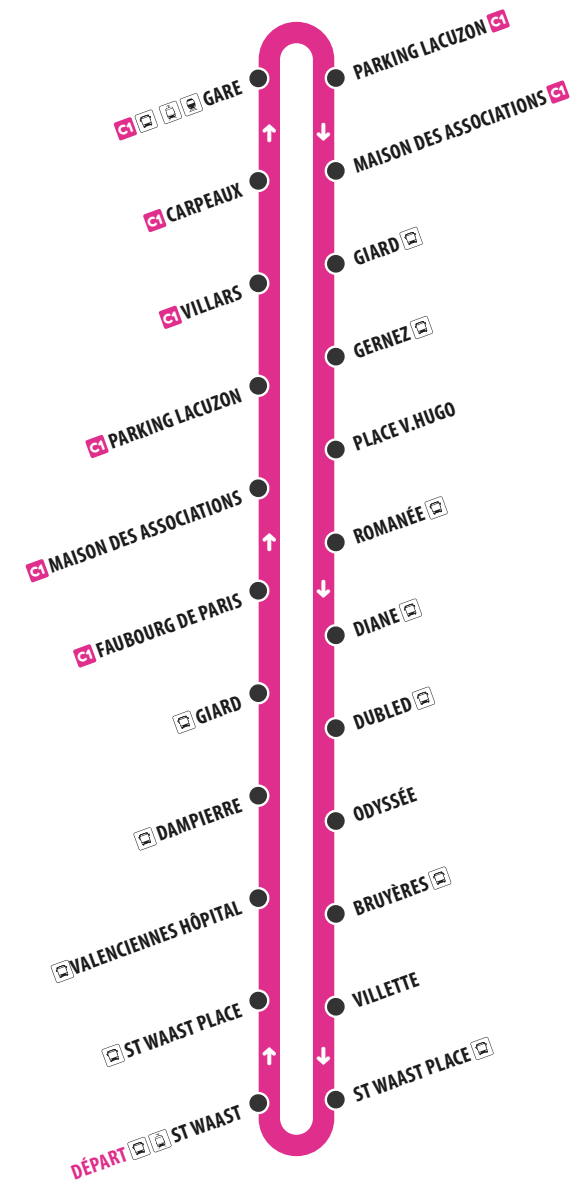 C1 GARE
C1 CARPEAUX
C1 VILLARS
C1 PARKING LACUZON
C1 MAISON DES ASSOCIATIONS
C1 FAUBOURG DE PARIS
GIARD
DAMPIERRE
VALENCIENNES HÔPITAL
ST WAAST PLACE
DÉPART ST WAAST
PARKING LACUZON C1
MAISON DES ASSOCIATIONS C1
GIARD
GERNEZ
PLACE V.HUGO
ROMANÉE
DIANE
DUBLED
ODYSSÉE
BRUYÈRES
VILLETTE
ST WAAST PLACE